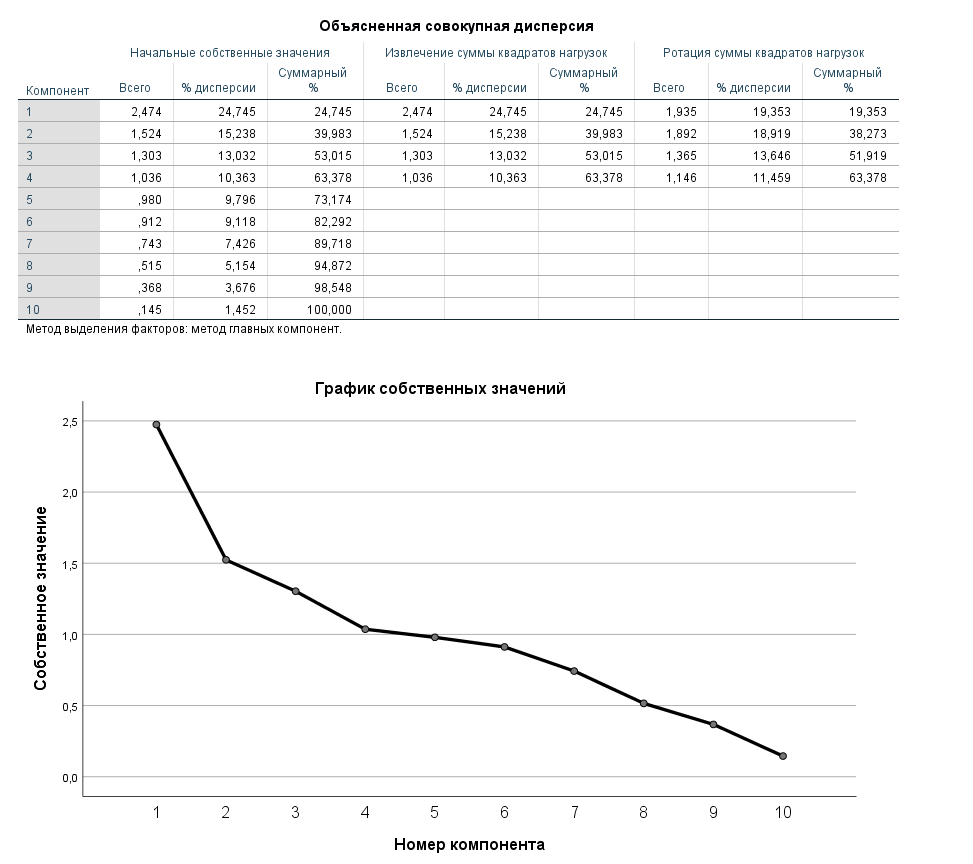 Объясненная совокупная дисперсия
Начальные собственные значения Извлечение суммы квадратов нагрузок Ротация суммы квадратов нагрузок
Компонент Всего % дисперсии Суммарный % Всего % дисперсии Суммарный % Всего % дисперсии Суммарный %
1 2,474 24,745 24,745 2,474 24,745 24,745 1,935 19,353 19,353
2 1,524 15,238 39,983 1,524 15,238 39,983 1,892 18,919 38,273
3 1,303 13,032 53,015 1,303 13,032 53,015 1,365 13,646 51,919
4 1,036 10,363 63,378 1,036 10,363 63,378 1,146 11,459 63,378
5 ,980 9,796 73,174
6 ,912 9,118 82,292
7 ,743 7,426 89,718
8 ,515 5,154 94,872
9 ,368 3,676 98,548
10 ,145 1,452 100,000
Метод выделения факторов: метод главных компонент.
График собственных значений
Собственное значение
2,5
2,0
1,5
1,0
0,5
0,0
1 2 3 4 5 6 7 8 9 10
Номер компонента